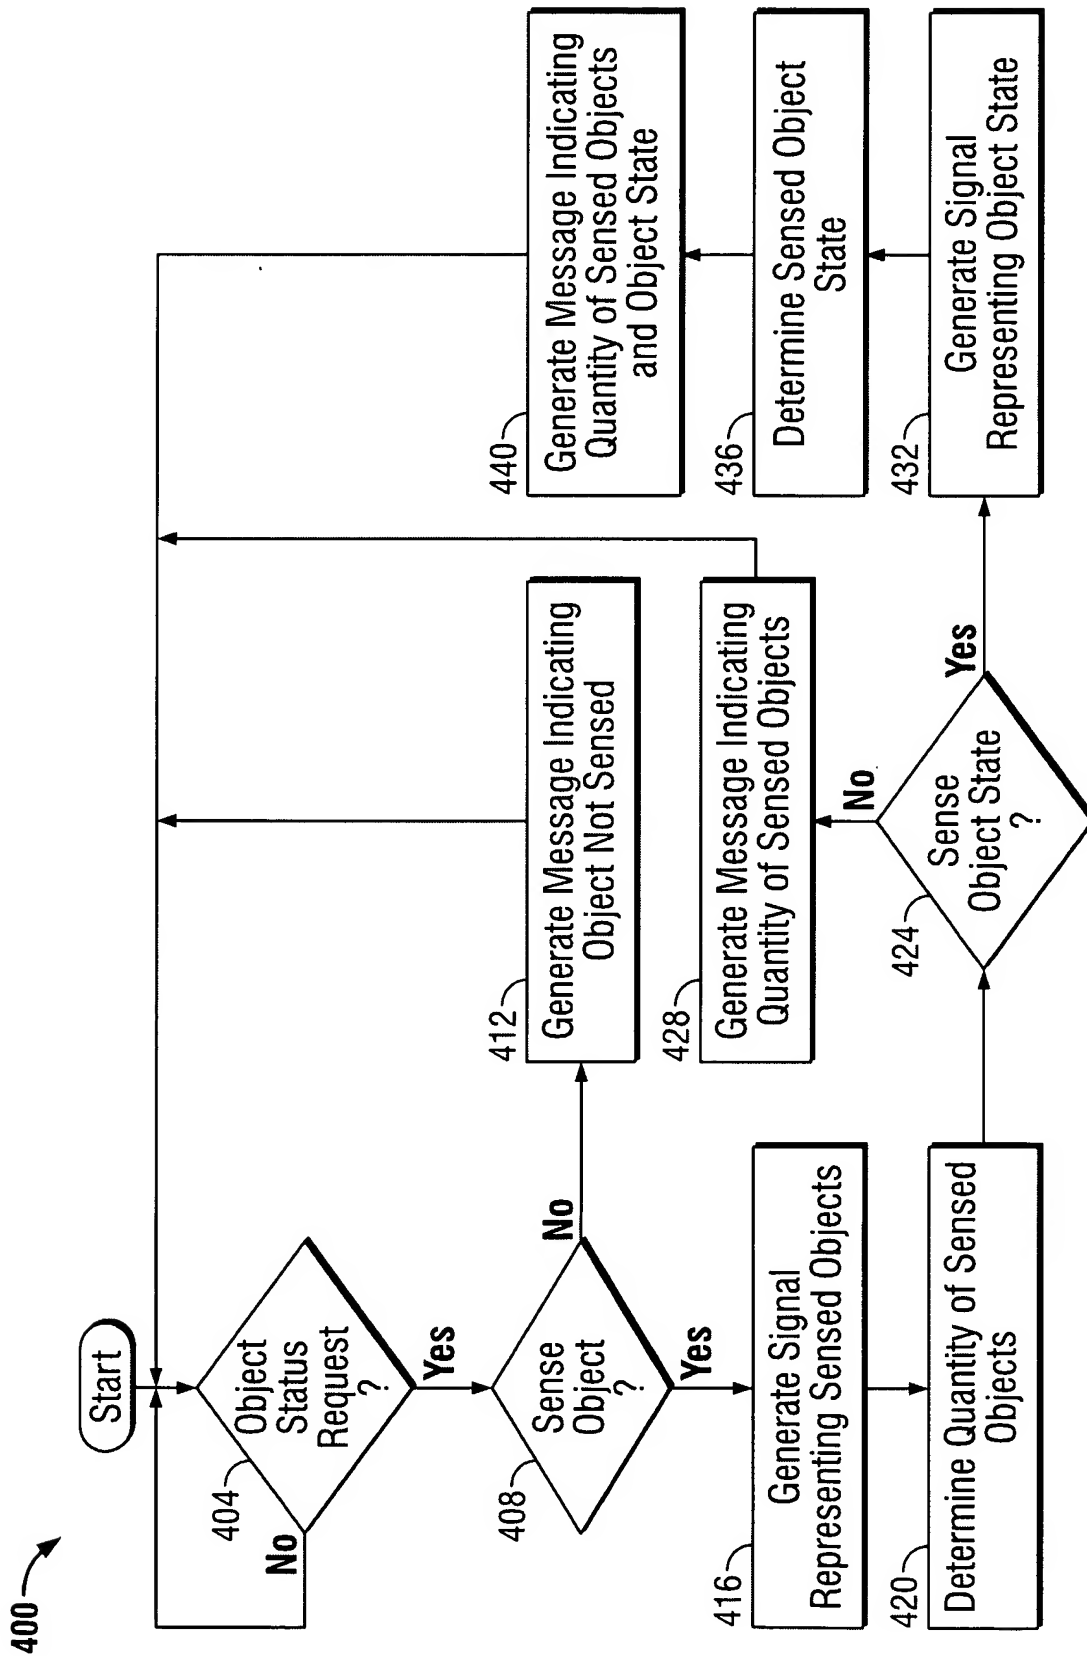 400
Start
404
Object
Status
Request
?
No
Yes
408
Sense
Object
?
No
Yes
412
Generate Message Indicating
Object Not Sensed
416
Generate Signal
Representing Sensed Objects
420
Determine Quantity of Sensed
Objects
424
Sense
Object State
?
No
Yes
428
Generate Message Indicating
Quantity of Sensed Objects
432
Generate Signal
Representing Object State
436
Determine Sensed Object
State
440
Generate Message Indicating
Quantity of Sensed Objects
and Object State